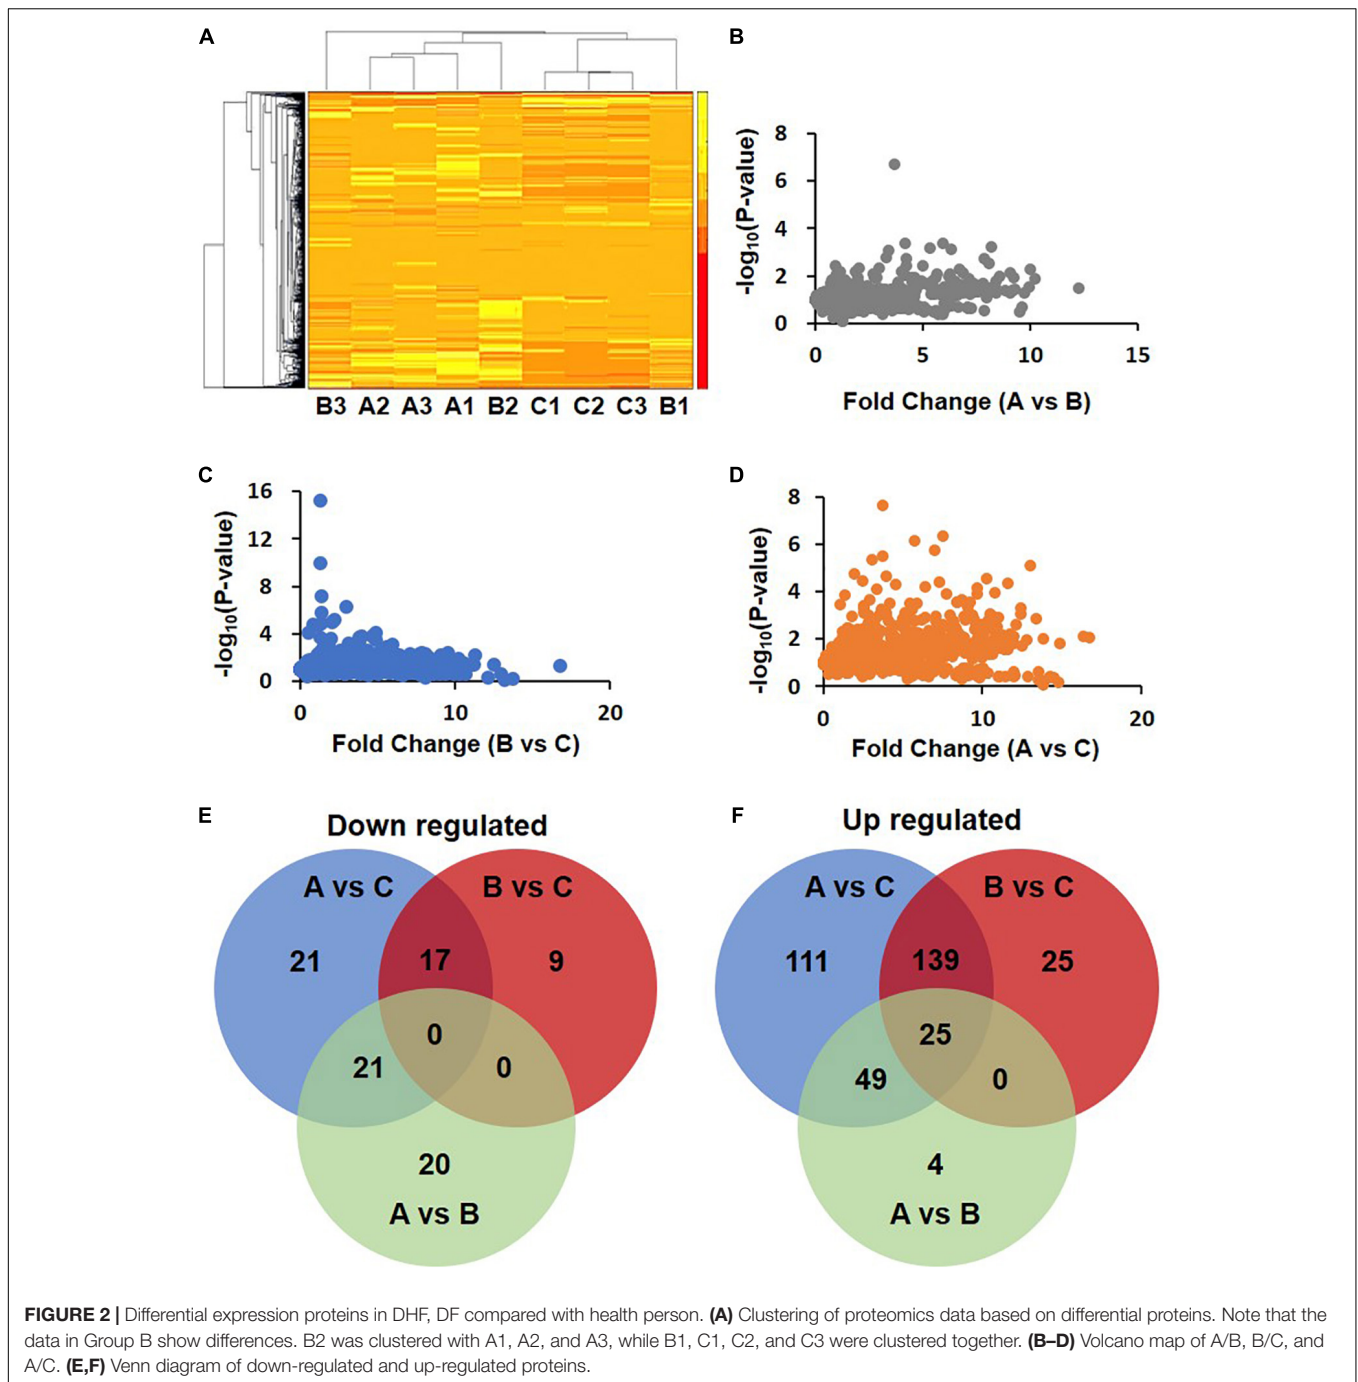 A
B3 A2 A3 A1 B2 C1 C2 C3 B1
B
-log10(P-value)
8
6
4
2
0
0 5 10 15
Fold Change (A vs B)
C
-log10(P-value)
16
12
8
4
0
0 10 20
Fold Change (B vs C)
D
-log10(P-value)
8
6
4
2
0
0 10 20
Fold Change (A vs C)
E
Down regulated
A vs C B vs C
21 17 9
0
21 0
20
A vs B
F
Up regulated
A vs C B vs C
111 139 25
25
49 0
4
A vs B
FIGURE 2 | Differential expression proteins in DHF, DF compared with health person. (A) Clustering of proteomics data based on differential proteins. Note that the
data in Group B show differences. B2 was clustered with A1, A2, and A3, while B1, C1, C2, and C3 were clustered together. (B–D) Volcano map of A/B, B/C, and
A/C. (E,F) Venn diagram of down-regulated and up-regulated proteins.